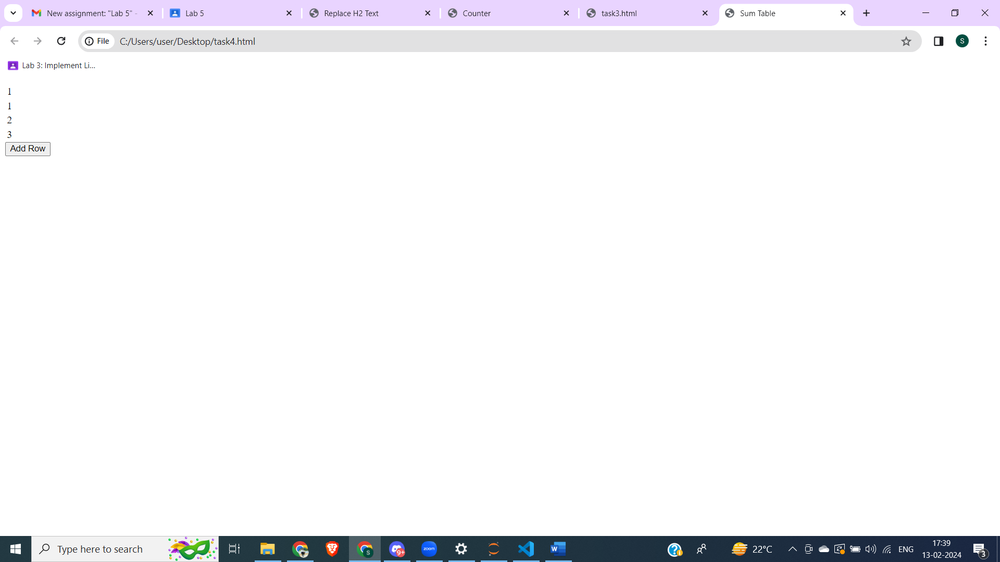 New assignment: "Lab 5" -
Lab 5
Replace H2 Text
Counter
task3.html
Sum Table
File
C:/Users/user/Desktop/task4.html
S
Lab 3: Implement Li...
1
1
2
3
Add Row
Type here to search
S
9+
zoom
W
22°C
ENG
17:39
13-02-2024
3